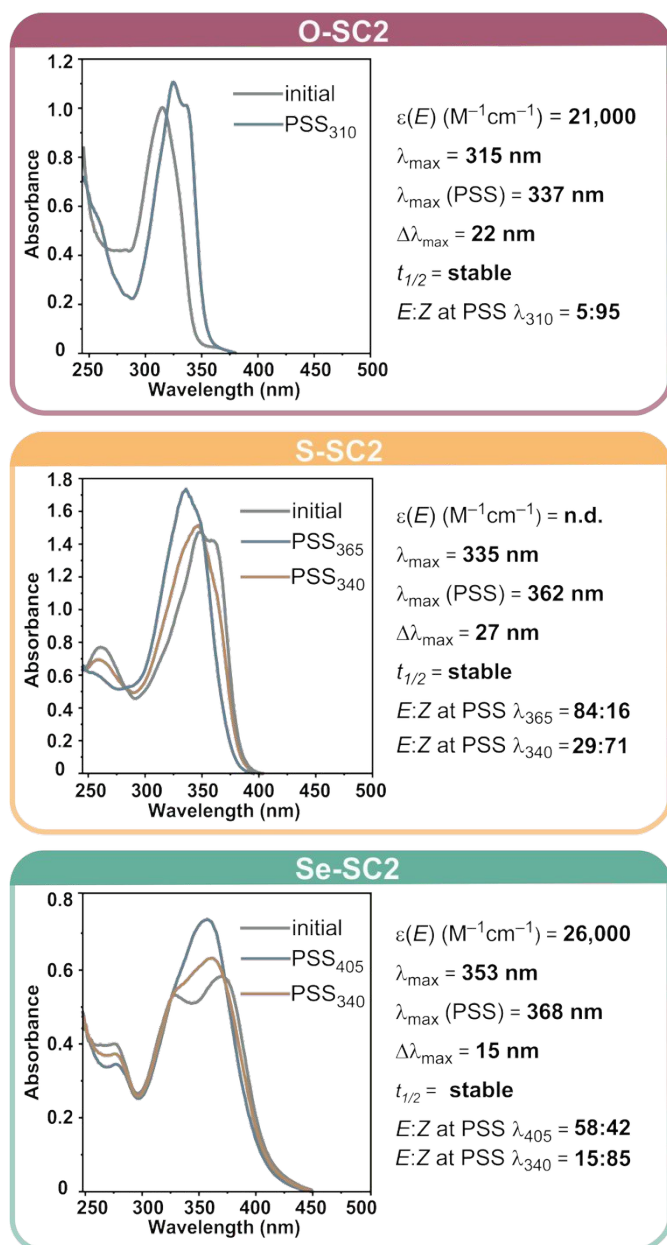 O-SC2
1.2
1.0
0.8
0.6
0.4
0.2
0
Absorbance
250 300 350 400 450 500
Wavelength (nm)
initial
PSS310
ε(E) (M−1cm−1) = 21,000
λmax = 315 nm
λmax (PSS) = 337 nm
Δλmax = 22 nm
t1/2 = stable
E:Z at PSS λ310 = 5:95
S-SC2
1.8
1.6
1.4
1.2
1.0
0.8
0.6
0.4
0.2
0
Absorbance
250 300 350 400 450 500
Wavelength (nm)
initial
PSS365
PSS340
ε(E) (M−1cm−1) = n.d.
λmax = 335 nm
λmax (PSS) = 362 nm
Δλmax = 27 nm
t1/2 = stable
E:Z at PSS λ365 = 84:16
E:Z at PSS λ340 = 29:71
Se-SC2
0.8
0.6
0.4
0.2
0
Absorbance
250 300 350 400 450 500
Wavelength (nm)
initial
PSS405
PSS340
ε(E) (M−1cm−1) = 26,000
λmax = 353 nm
λmax (PSS) = 368 nm
Δλmax = 15 nm
t1/2 = stable
E:Z at PSS λ405 = 58:42
E:Z at PSS λ340 = 15:85